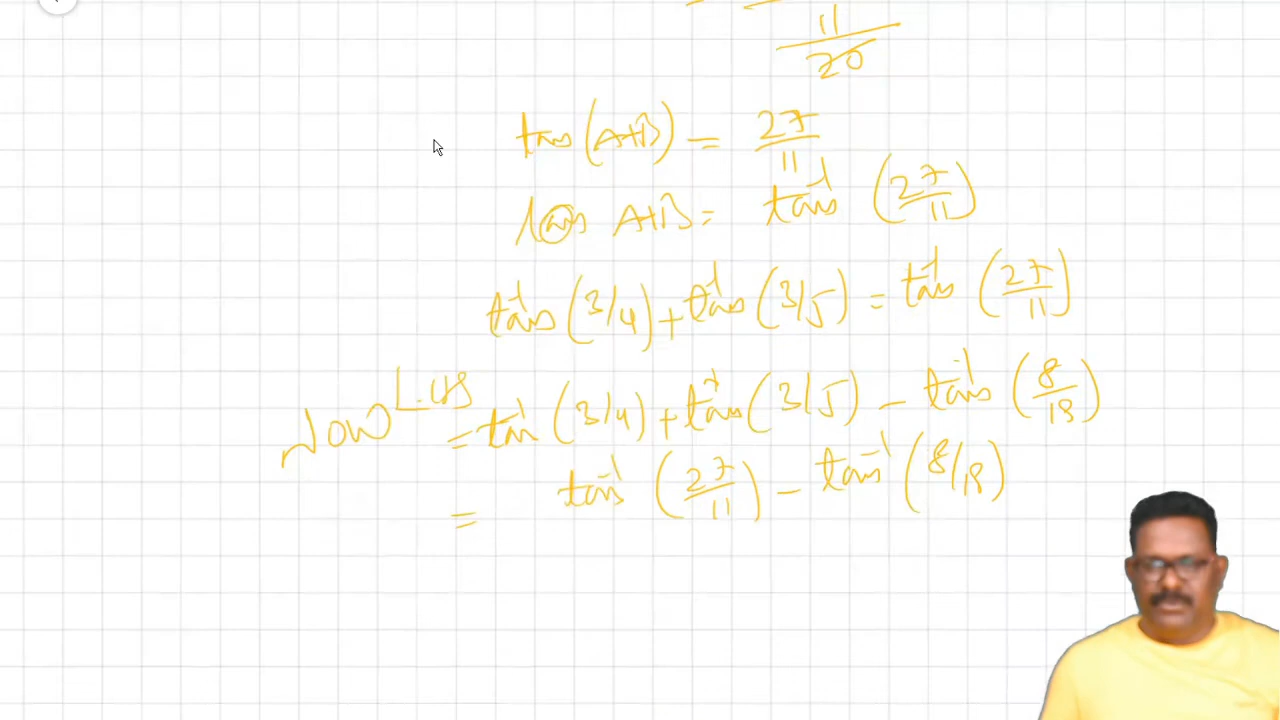 11
20
tan (A+B) = 27/11
tan A+B = tan⁻¹ (27/11)
tan⁻¹ (3/4) + tan⁻¹ (3/5) = tan⁻¹ (27/11)
Now L.HS = tan⁻¹ (3/4) + tan⁻¹ (3/5) - tan⁻¹ (8/19)
= tan⁻¹ (27/11) - tan⁻¹ (8/19)